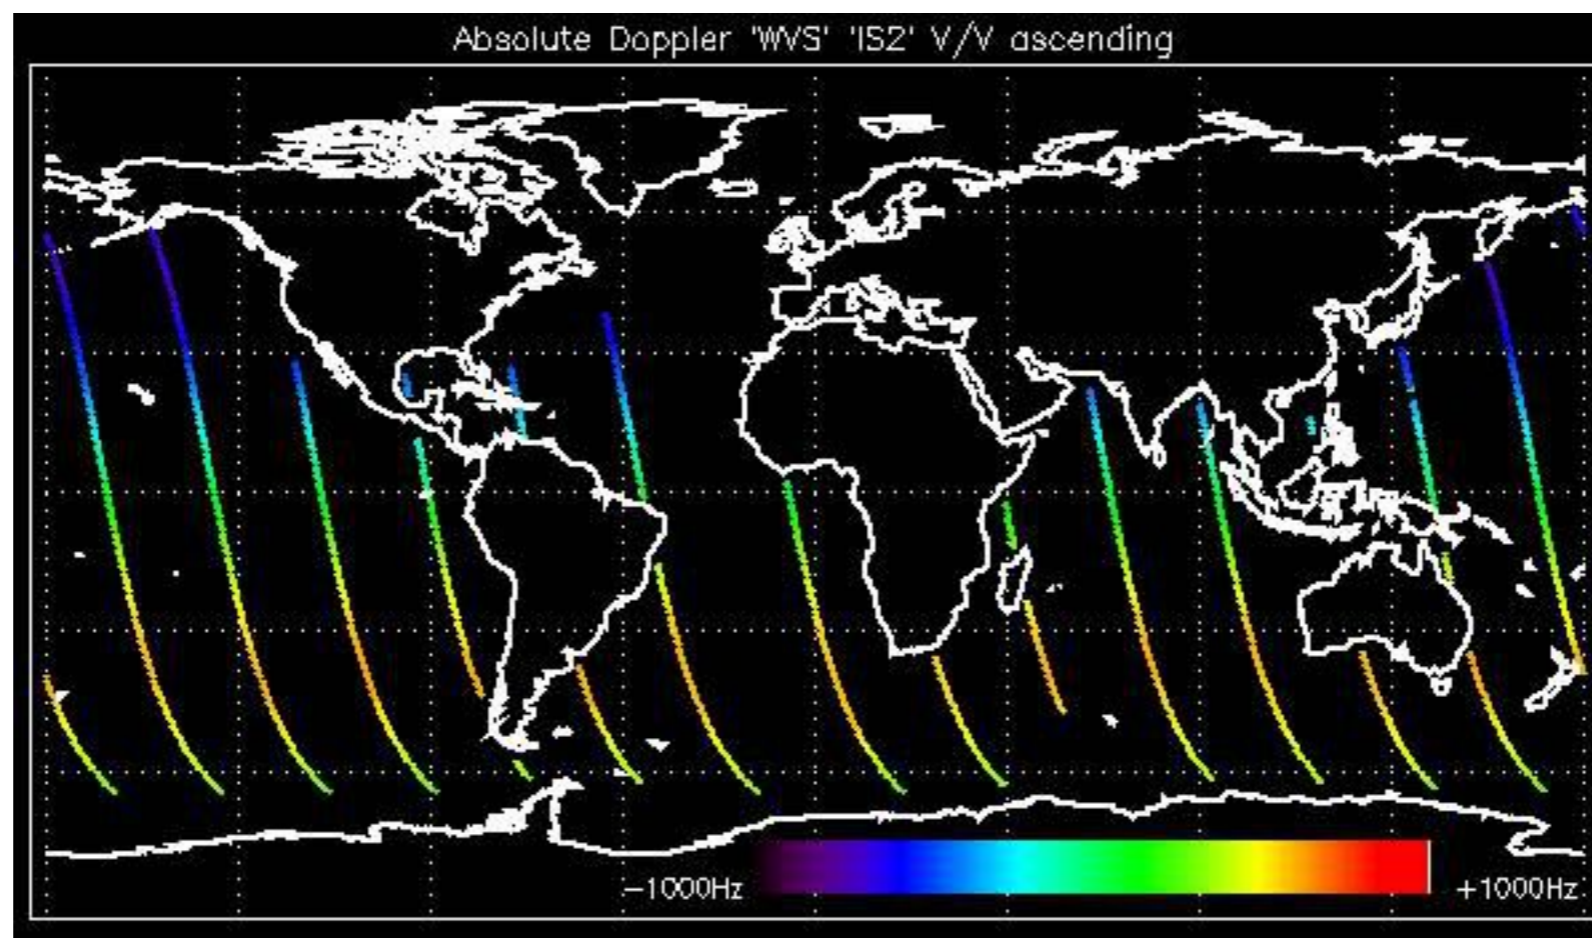 Absolute Doppler 'WVS' 'IS2' V/V ascending
−1000Hz +1000Hz